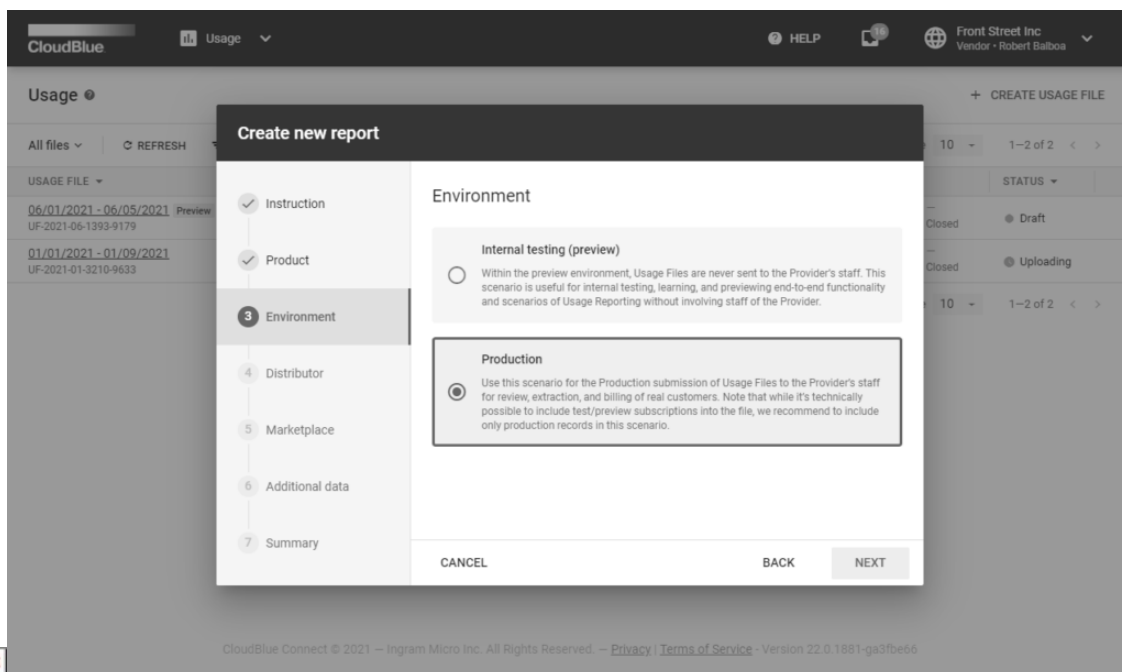 CloudBlue
Usage
HELP
16
Front Street Inc
Vendor • Robert Balboa
Usage
+ CREATE USAGE FILE
All files
REFRESH
10
1–2 of 2
USAGE FILE
STATUS
06/01/2021 - 06/05/2021 Preview
UF-2021-06-1393-9179
—
Closed
Draft
01/01/2021 - 01/09/2021
UF-2021-01-3210-9633
—
Closed
Uploading
10
1–2 of 2
Create new report
Instruction
Product
3 Environment
4 Distributor
5 Marketplace
6 Additional data
7 Summary
Environment
Internal testing (preview)
Within the preview environment, Usage Files are never sent to the Provider's staff. This
scenario is useful for internal testing, learning, and previewing end-to-end functionality
and scenarios of Usage Reporting without involving staff of the Provider.
Production
Use this scenario for the Production submission of Usage Files to the Provider's staff
for review, extraction, and billing of real customers. Note that while it's technically
possible to include test/preview subscriptions into the file, we recommend to include
only production records in this scenario.
CANCEL
BACK
NEXT
CloudBlue Connect © 2021 — Ingram Micro Inc. All Rights Reserved. — Privacy | Terms of Service - Version 22.0.1881-ga3fbe66